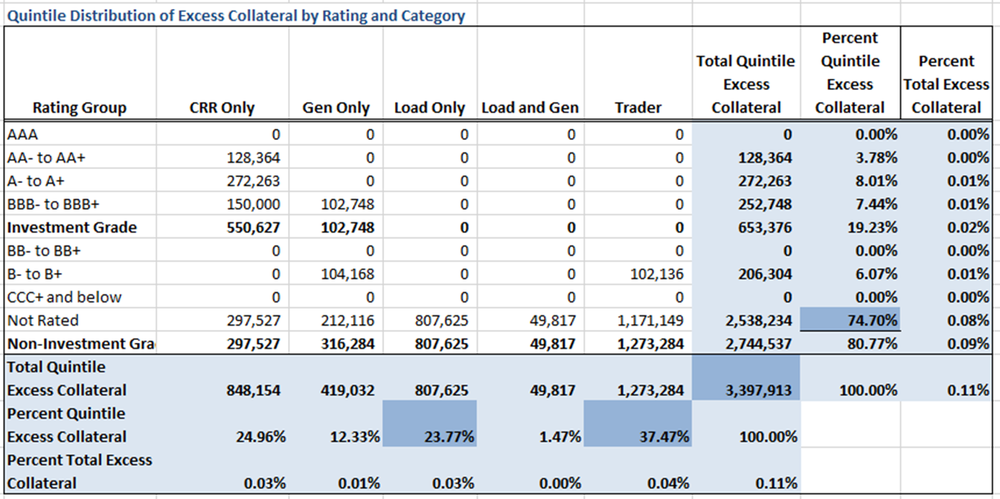 Quintile Distribution of Excess Collateral by Rating and Category
Percent
Total Quintile Quintile Percent
Excess Excess Total Excess
Rating Group CRR Only Gen Only Load Only Load and Gen Trader Collateral Collateral Collateral
AAA 0 0 0 0 0 0 0.00% 0.00%
AA- to AA+ 128,364 0 0 0 0 128,364 3.78% 0.00%
A- to A+ 272,263 0 0 0 0 272,263 8.01% 0.01%
BBB- to BBB+ 150,000 102,748 0 0 0 252,748 7.44% 0.01%
Investment Grade 550,627 102,748 0 0 0 653,376 19.23% 0.02%
BB- to BB+ 0 0 0 0 0 0 0.00% 0.00%
B- to B+ 0 104,168 0 0 102,136 206,304 6.07% 0.01%
CCC+ and below 0 0 0 0 0 0 0.00% 0.00%
Not Rated 297,527 212,116 807,625 49,817 1,171,149 2,538,234 74.70% 0.08%
Non-Investment Gra 297,527 316,284 807,625 49,817 1,273,284 2,744,537 80.77% 0.09%
Total Quintile
Excess Collateral 848,154 419,032 807,625 49,817 1,273,284 3,397,913 100.00% 0.11%
Percent Quintile
Excess Collateral 24.96% 12.33% 23.77% 1.47% 37.47% 100.00%
Percent Total Excess
Collateral 0.03% 0.01% 0.03% 0.00% 0.04% 0.11%